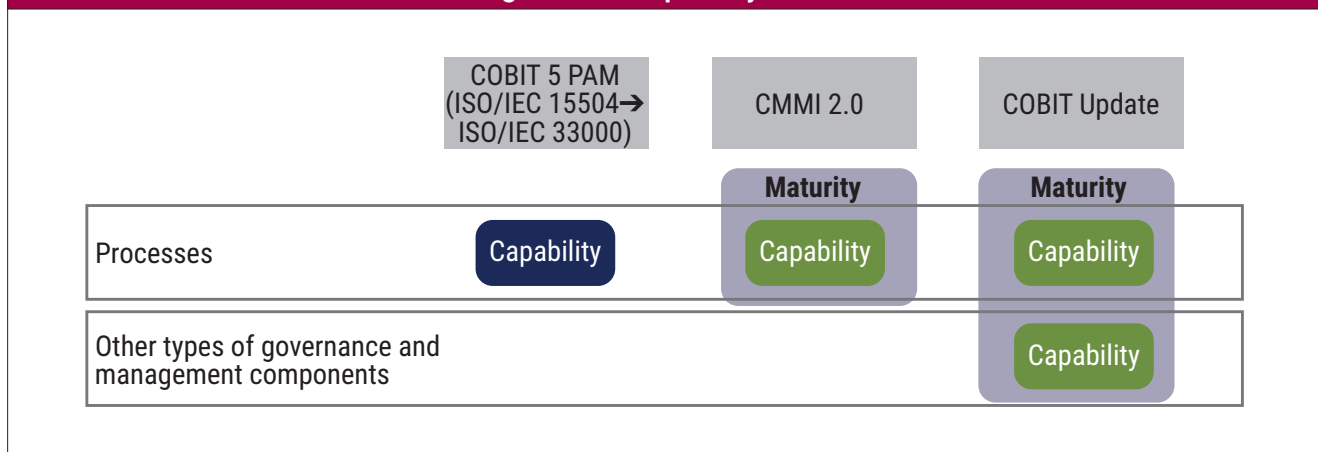 COBIT 5 PAM
(ISO/IEC 15504➔
ISO/IEC 33000)
CMMI 2.0
COBIT Update
Maturity
Maturity
Processes
Capability
Capability
Capability
Other types of governance and
management components
Capability